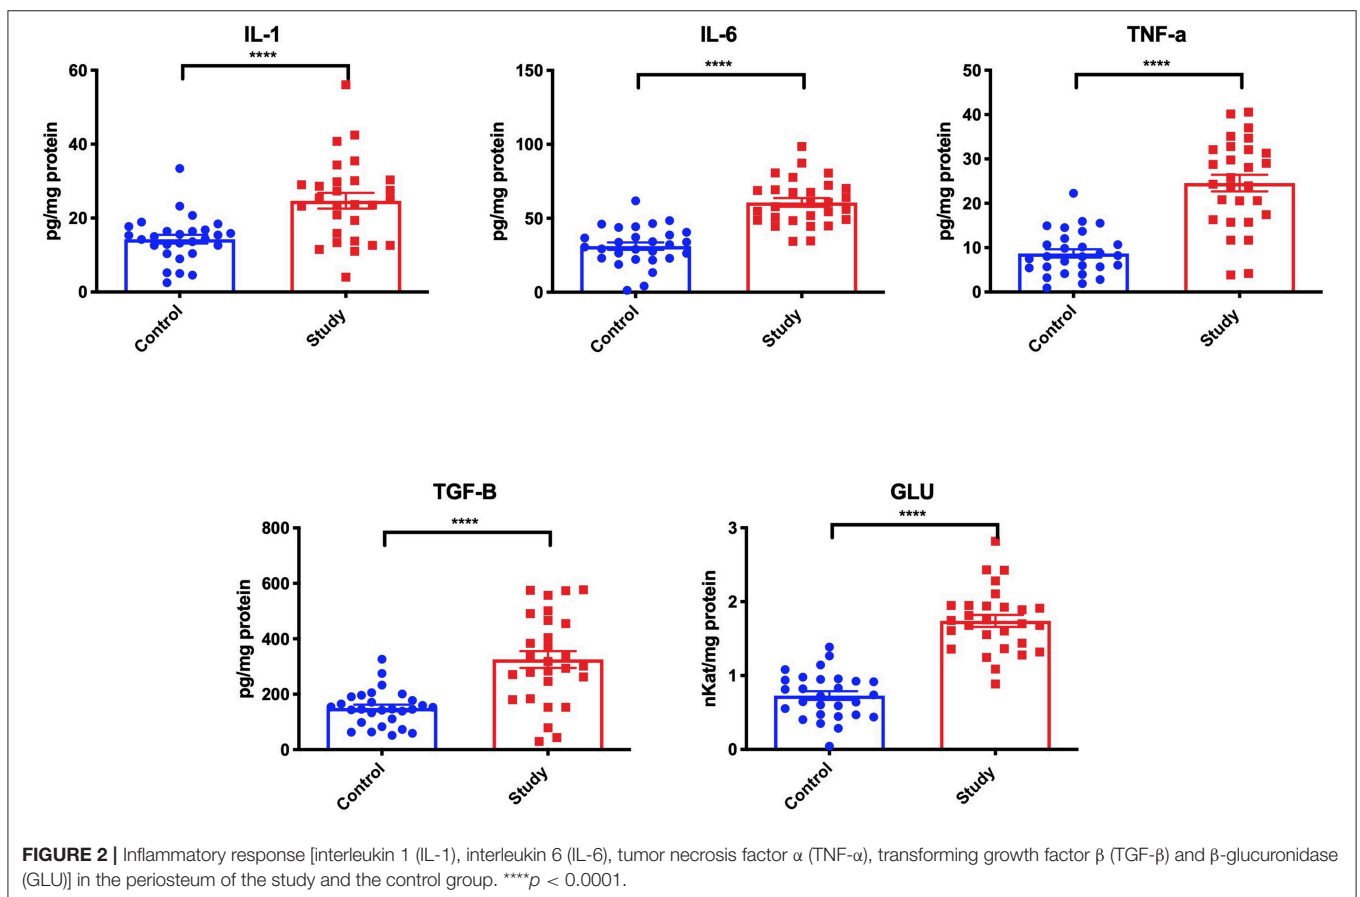 IL-1
****
60
40
20
0
pg/mg protein
Control
Study
IL-6
****
150
100
50
0
pg/mg protein
Control
Study
TNF-a
****
50
40
30
20
10
0
pg/mg protein
Control
Study
TGF-B
****
800
600
400
200
0
pg/mg protein
Control
Study
GLU
****
3
2
1
0
nKat/mg protein
Control
Study
FIGURE 2 | Inflammatory response [interleukin 1 (IL-1), interleukin 6 (IL-6), tumor necrosis factor α (TNF-α), transforming growth factor β (TGF-β) and β-glucuronidase
(GLU)] in the periosteum of the study and the control group. ****p < 0.0001.